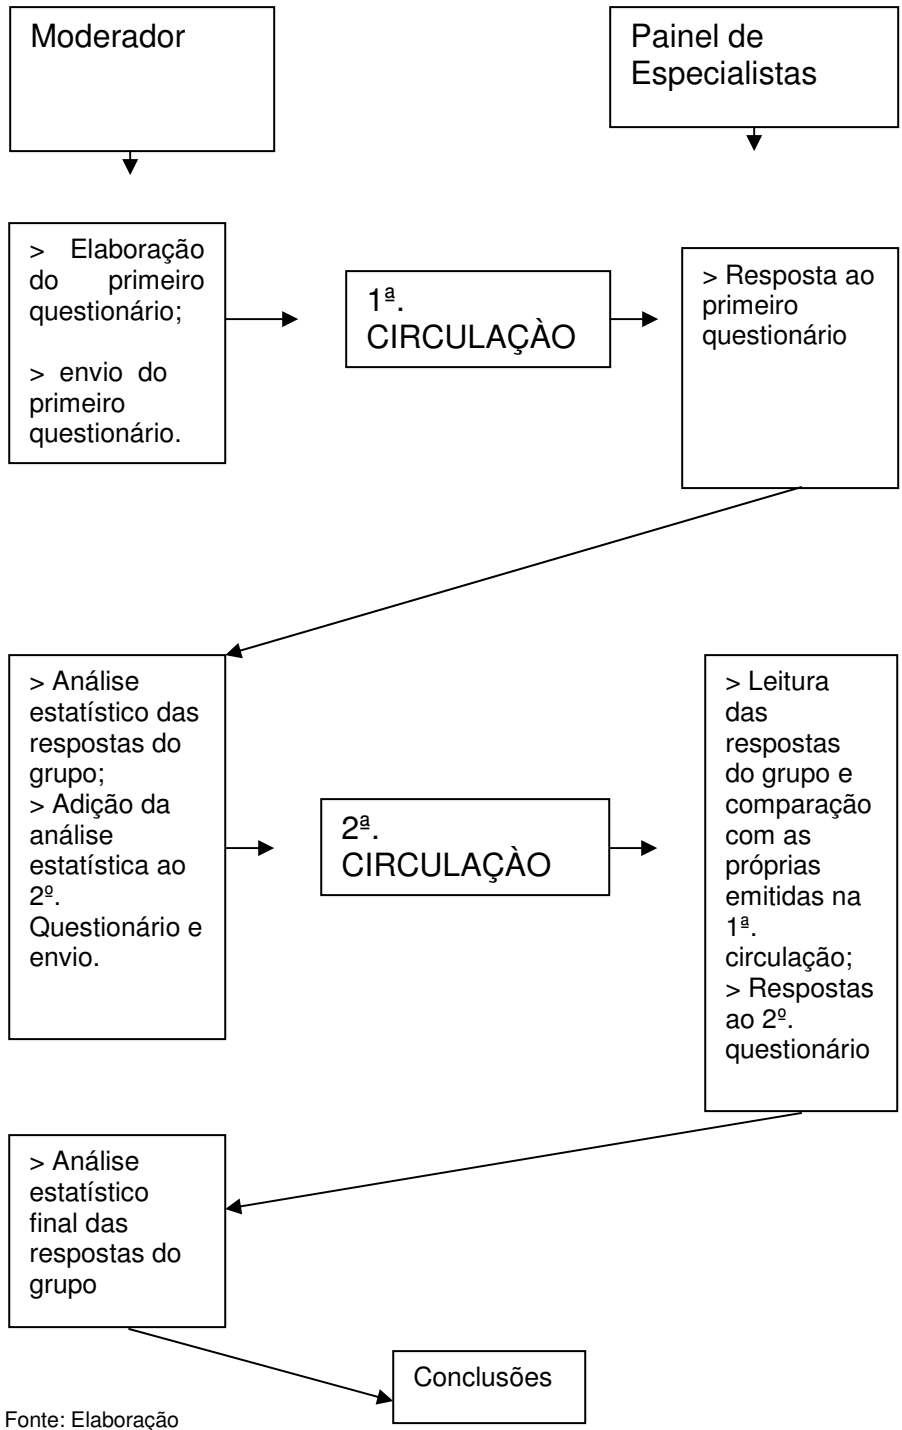 Moderador
Painel de
Especialistas
> Elaboração
do primeiro
questionário;
> envio do
primeiro
questionário.
1ª.
CIRCULAÇÀO
> Resposta ao
primeiro
questionário
> Análise
estatístico das
respostas do
grupo;
> Adição da
análise
estatística ao
2º.
Questionário e
envio.
2ª.
CIRCULAÇÀO
> Leitura
das
respostas
do grupo e
comparação
com as
próprias
emitidas na
1ª.
circulação;
> Respostas
ao 2º.
questionário
> Análise
estatístico
final das
respostas do
grupo
Conclusões
Fonte: Elaboração